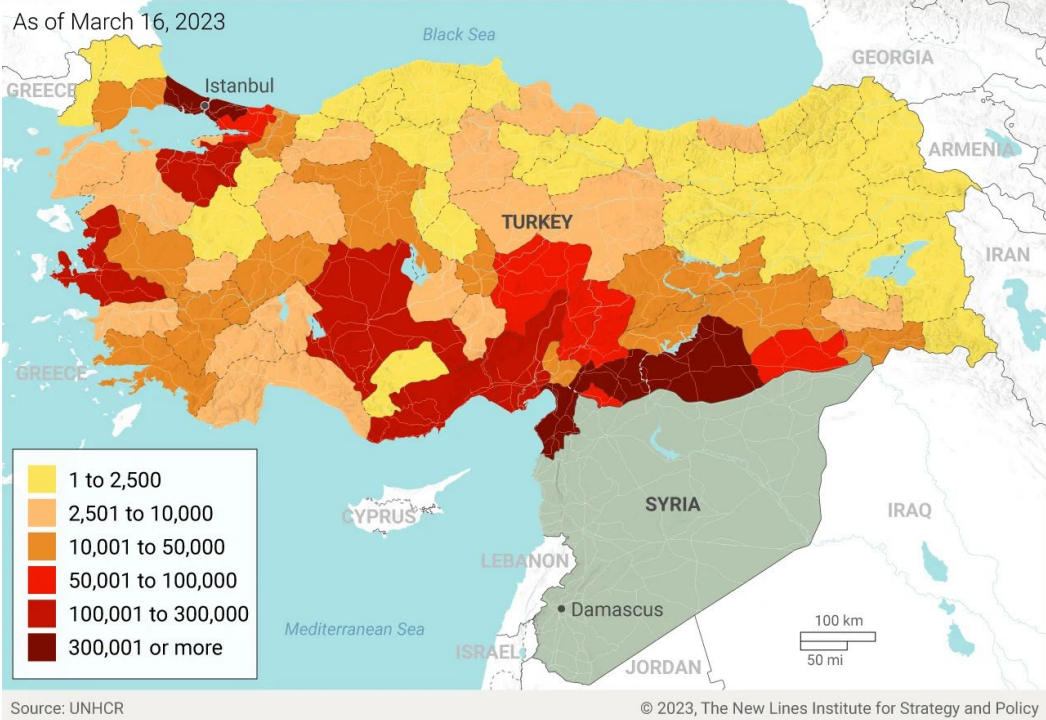 As of March 16, 2023
Black Sea
GEORGIA
GREECE
Istanbul
ARMENIA
TURKEY
IRAN
GREECE
1 to 2,500
2,501 to 10,000
10,001 to 50,000
50,001 to 100,000
100,001 to 300,000
300,001 or more
CYPRUS
SYRIA
IRAQ
LEBANON
Damascus
Mediterranean Sea
ISRAEL
JORDAN
100 km
50 mi
Source: UNHCR
© 2023, The New Lines Institute for Strategy and Policy